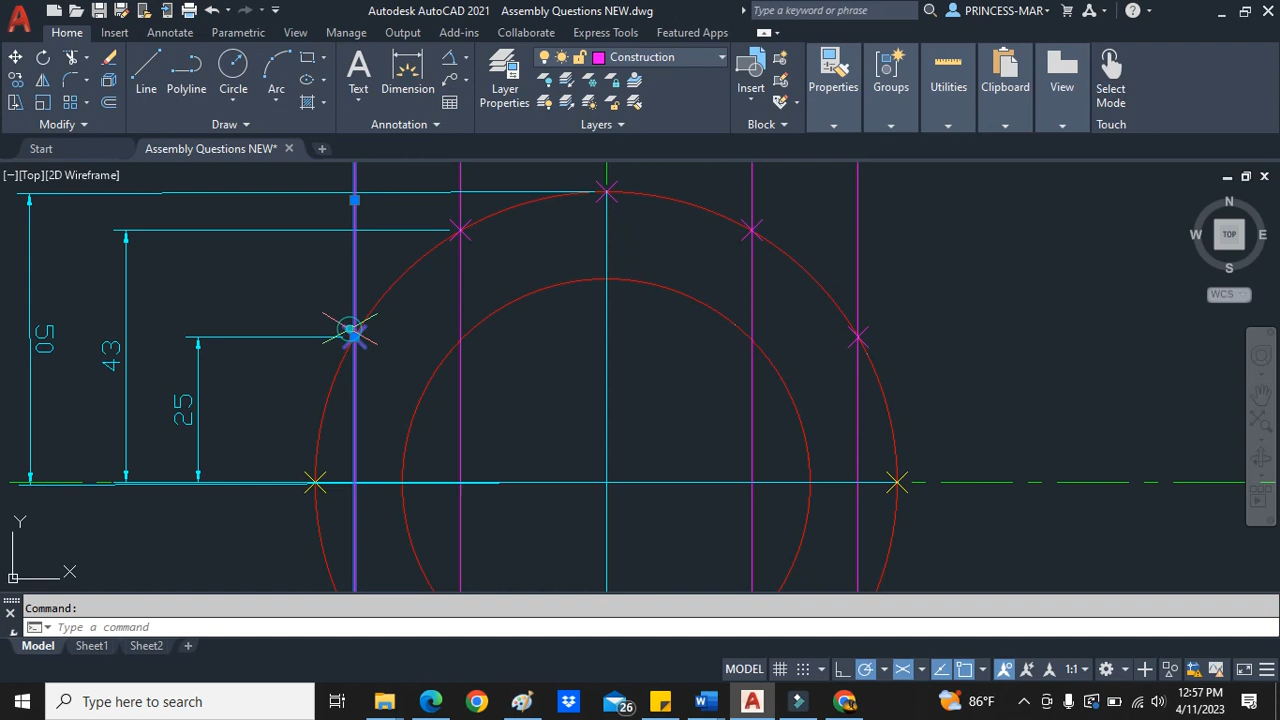 Autodesk AutoCAD 2021 Assembly Questions NEW.dwg
Type a keyword or phrase
PRINCESS-MAR
Home Insert Annotate Parametric View Manage Output Add-ins Collaborate Express Tools Featured Apps
Line Polyline Circle Arc Text Dimension Layer Properties Construction Insert Properties Groups Utilities Clipboard View Select Mode
Modify Draw Annotation Layers Block Touch
Start Assembly Questions NEW*
[−][Top][2D Wireframe]
N
W TOP E
S
WCS
50
43
25
Y
X
Command:
Type a command
Model Sheet1 Sheet2
MODEL 1:1
Type here to search
26
86°F
12:57 PM
4/11/2023